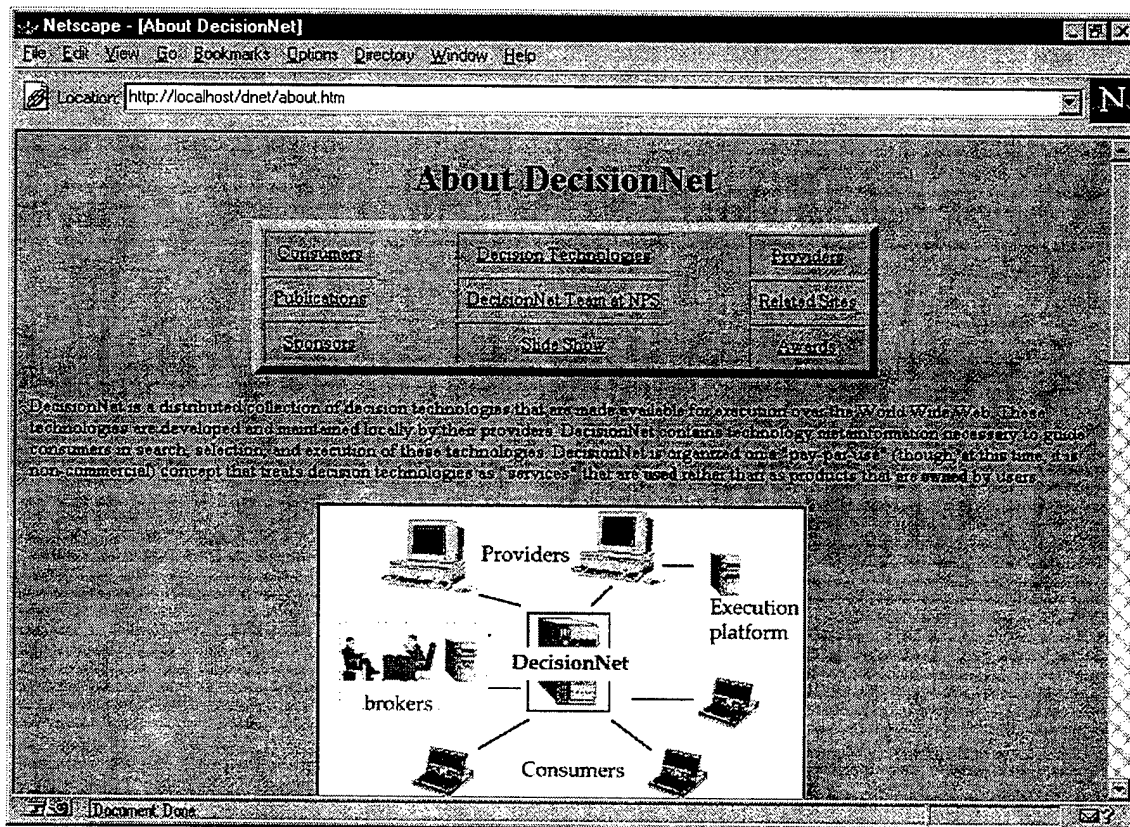 Netscape - [About DecisionNet]
File Edit View Go Bookmarks Options Directory Window Help
Location: http://localhost/dnet/about.htm
N
About DecisionNet
Consumers Decision Technologies Providers
Publications DecisionNet Team at NPS Related Sites
Sponsors Slide Show Awards
DecisionNet is a distributed collection of decision technologies that are made available for execution over the World Wide Web. These
technologies are developed and maintained locally by their providers. DecisionNet contains technology metainformation necessary to guide
consumers in search, selection, and execution of these technologies. DecisionNet is organized on a "pay-per-use" (though, at this time, it is
non-commercial) concept that treats decision technologies as "services" that are used rather than as products that are owned by users.
Providers
Execution
platform
DecisionNet
brokers
Consumers
Document: Done